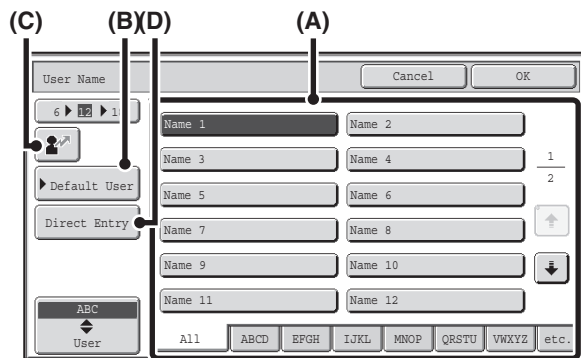 (C) (B)(D) (A)
User Name Cancel OK
6 12 18
Name 1 Name 2
Name 3 Name 4 1
Default User Name 5 Name 6 2
Direct Entry Name 7 Name 8
Name 9 Name 10
ABC Name 11 Name 12
User All ABCD EFGH IJKL MNOP QRSTU VWXYZ etc.